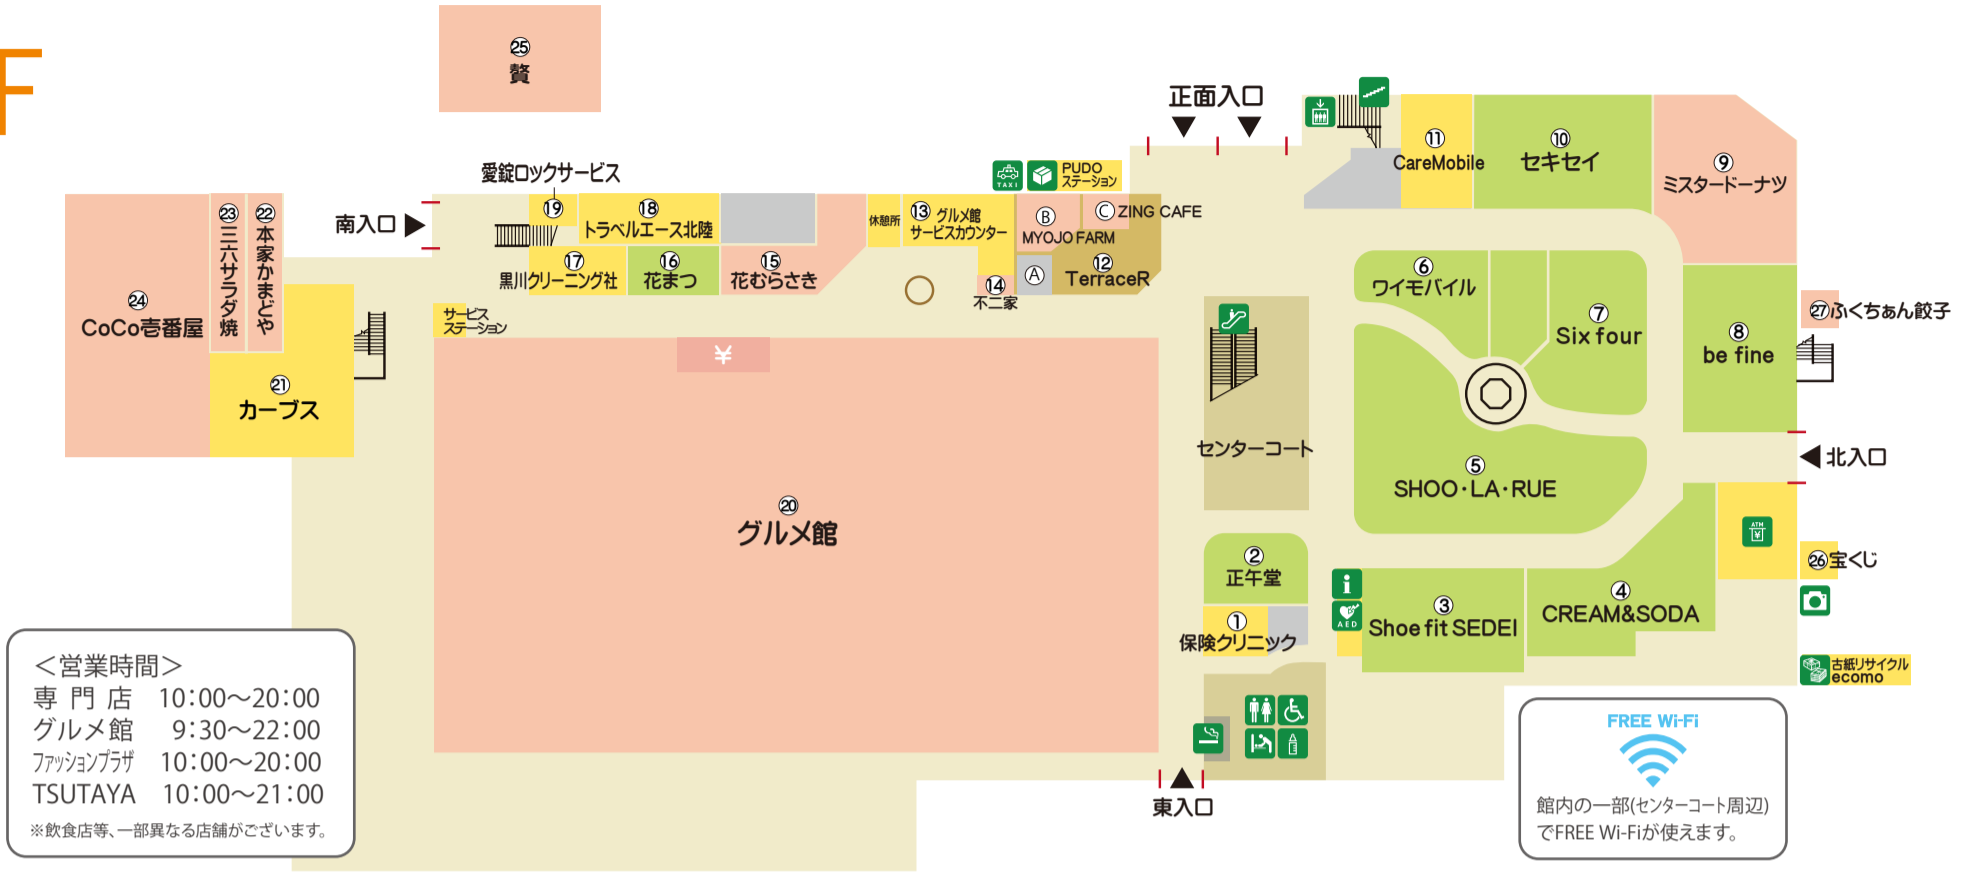 F
㉕
贅
正面入口
愛錠ロックサービス
南入口
⑲
⑱
トラベルエース北陸
⑰
黒川クリーニング社
⑯
花まつ
⑮
花むらさき
休憩所
⑬ グルメ館
サービスカウンター
⑭
不二家
TAXI
PUDO
ステーション
Ⓑ
MYOJO FARM
Ⓒ ZING CAFE
Ⓐ
⑫
TerraceR
⑪
CareMobile
⑩
セキセイ
⑨
ミスタードーナツ
㉔
CoCo壱番屋
㉓
三六サラダ焼
㉒
本家かまどや
㉑
カーブス
サービス
ステーション
¥
⑳
グルメ館
センターコート
⑥
ワイモバイル
⑦
Six four
⑧
be fine
㉗ふくちぁん餃子
北入口
⑤
SHOO・LA・RUE
②
正午堂
①
保険クリニック
i
AED
③
Shoe fit SEDEI
④
CREAM&SODA
ATM
¥
㉖宝くじ
古紙リサイクル
ecomo
東入口
＜営業時間＞
専門店 10：00～20：00
グルメ館 9：30～22：00
ファッションプラザ 10：00～20：00
TSUTAYA 10：00～21：00
※飲食店等、一部異なる店舗がございます。
FREE Wi-Fi
館内の一部(センターコート周辺)
でFREE Wi-Fiが使えます。